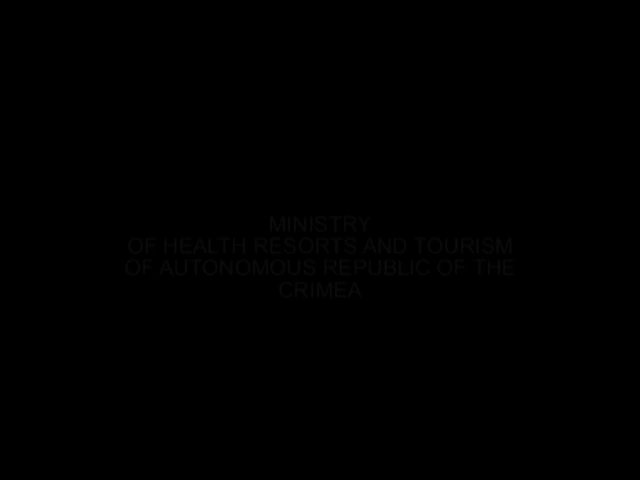 MINISTRY
OF HEALTH RESORTS AND TOURISM
OF AUTONOMOUS REPUBLIC OF THE
CRIMEA